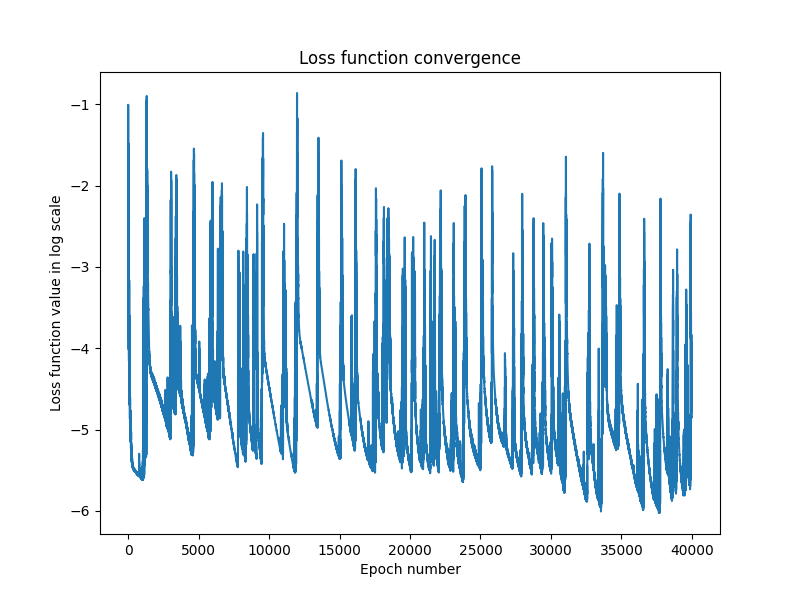 Loss function convergence
Loss function value in log scale
−1
−2
−3
−4
−5
−6
0 5000 10000 15000 20000 25000 30000 35000 40000
Epoch number